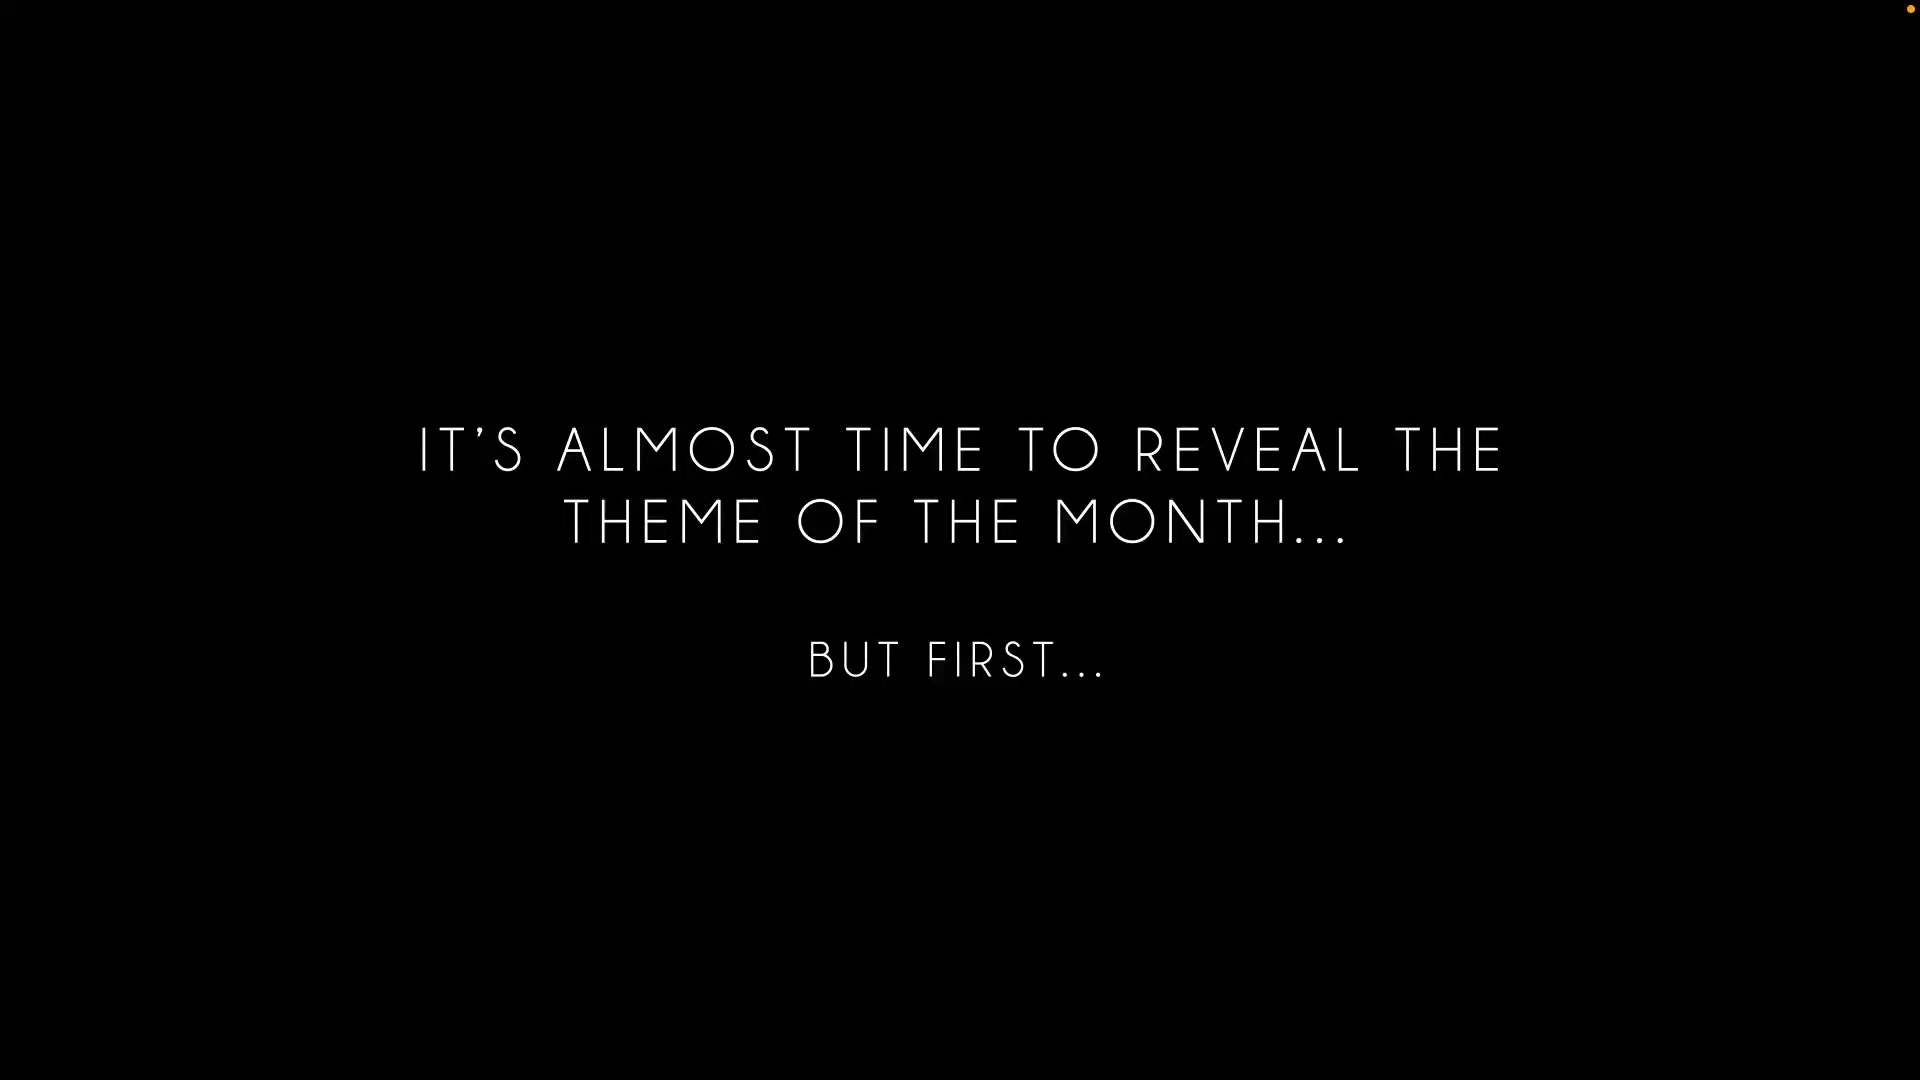 IT'S ALMOST TIME TO REVEAL THE
THEME OF THE MONTH...
BUT FIRST...